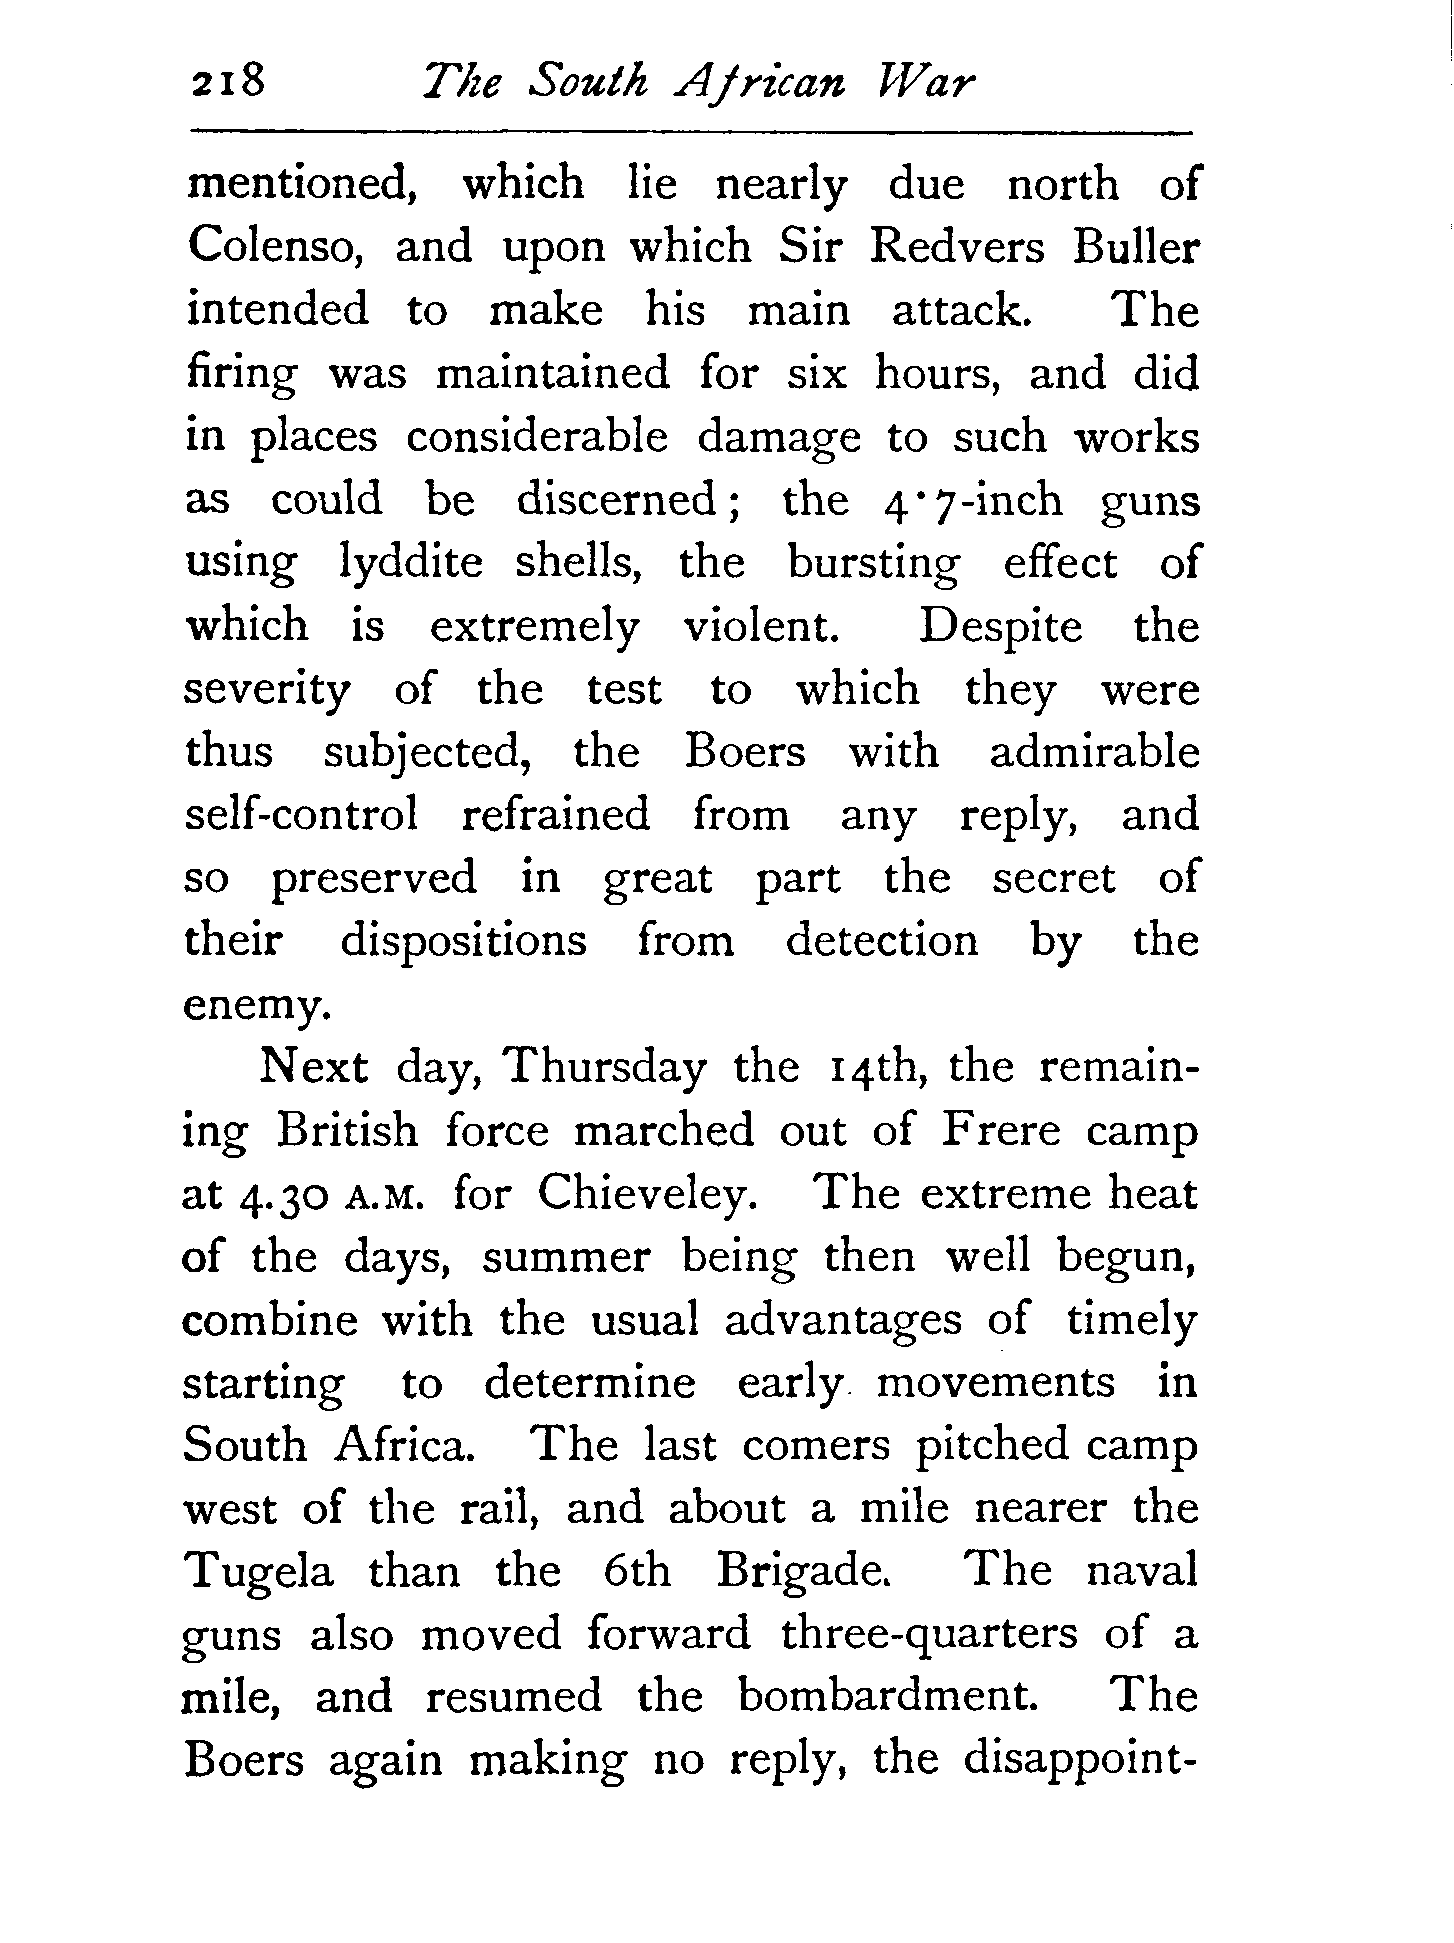 218 The South African War
mentioned, which lie nearly due north of
Colenso, and upon which Sir Redvers Buller
intended to make his main attack. The
firing was maintained for six hours, and did
in places considerable damage to such works
as could be discerned; the 4·7-inch guns
using lyddite shells, the bursting effect of
which is extremely violent. Despite the
severity of the test to which they were
thus subjected, the Boers with admirable
self-control refrained from any reply, and
so preserved in great part the secret of
their dispositions from detection by the
enemy.
Next day, Thursday the 14th, the remain-
ing British force marched out of Frere camp
at 4.30 A.M. for Chieveley. The extreme heat
of the days, summer being then well begun,
combine with the usual advantages of timely
starting to determine early movements in
South Africa. The last comers pitched camp
west of the rail, and about a mile nearer the
Tugela than the 6th Brigade. The naval
guns also moved forward three-quarters of a
mile, and resumed the bombardment. The
Boers again making no reply, the disappoint-